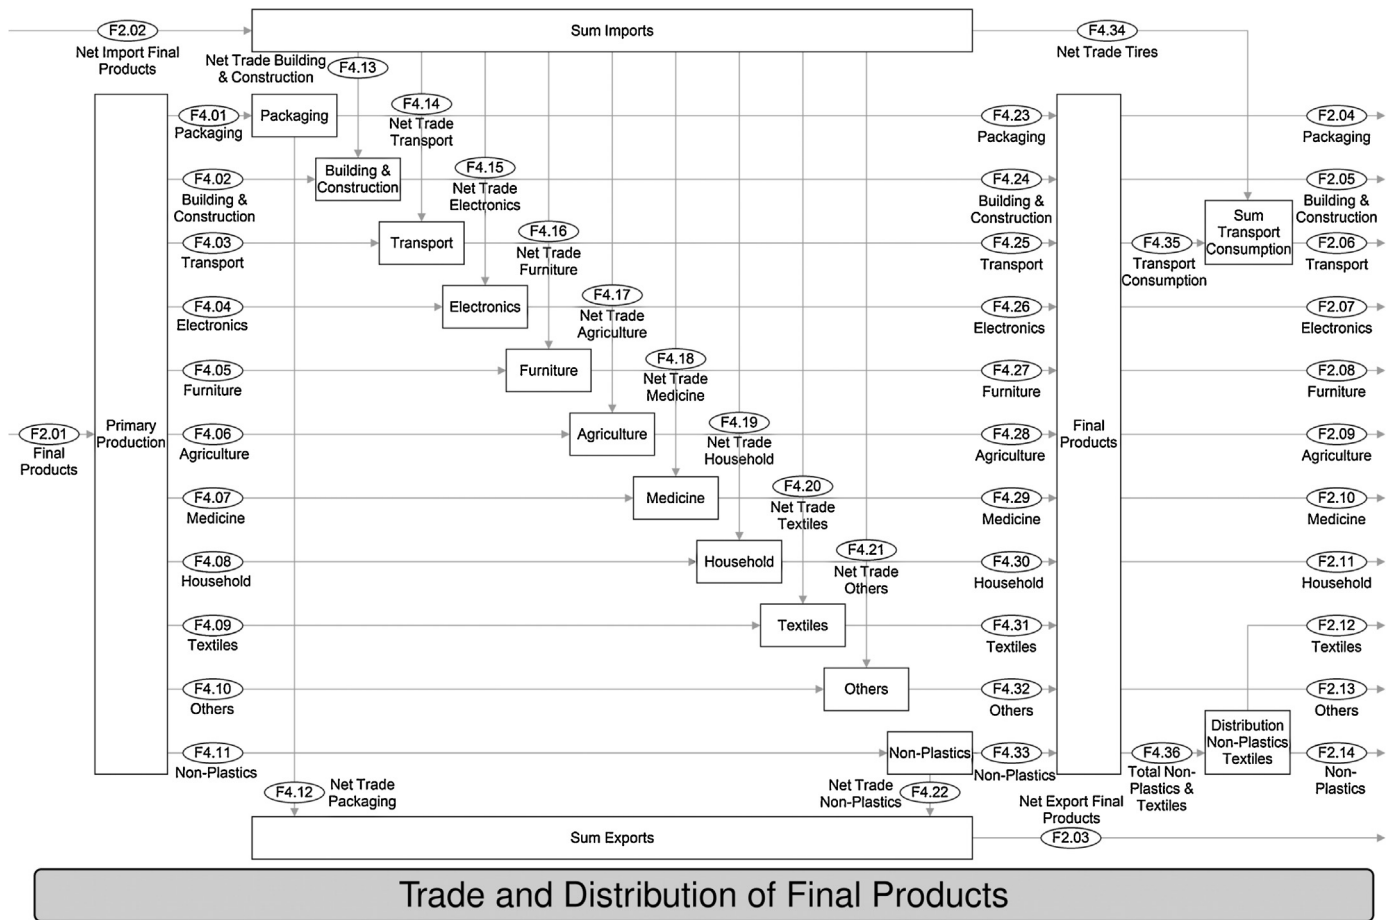 F2.02
Net Import Final
Products
Sum Imports
F4.34
Net Trade Tires
Net Trade Building
& Construction
F4.13
F4.01
Packaging
Packaging
F4.14
Net Trade
Transport
F4.23
Packaging
F2.04
Packaging
F4.02
Building &
Construction
Building &
Construction
F4.15
Net Trade
Electronics
F4.24
Building &
Construction
F2.05
Building &
Construction
F4.03
Transport
Transport
F4.16
Net Trade
Furniture
F4.25
Transport
F4.35
Transport
Consumption
Sum
Transport
Consumption
F2.06
Transport
F4.04
Electronics
Electronics
F4.17
Net Trade
Agriculture
F4.26
Electronics
F2.07
Electronics
F4.05
Furniture
Furniture
F4.18
Net Trade
Medicine
F4.27
Furniture
F2.08
Furniture
F2.01
Final
Products
Primary
Production
F4.06
Agriculture
Agriculture
F4.19
Net Trade
Household
F4.28
Agriculture
Final
Products
F2.09
Agriculture
F4.07
Medicine
Medicine
F4.20
Net Trade
Textiles
F4.29
Medicine
F2.10
Medicine
F4.08
Household
Household
F4.21
Net Trade
Others
F4.30
Household
F2.11
Household
F4.09
Textiles
Textiles
F4.31
Textiles
F2.12
Textiles
F4.10
Others
Others
F4.32
Others
F2.13
Others
F4.11
Non-Plastics
Non-Plastics
F4.33
Non-Plastics
F4.36
Total Non-
Plastics &
Textiles
Distribution
Non-Plastics
Textiles
F2.14
Non-
Plastics
F4.12
Net Trade
Packaging
Net Trade
Non-Plastics
F4.22
Net Export Final
Products
F2.03
Sum Exports
Trade and Distribution of Final Products